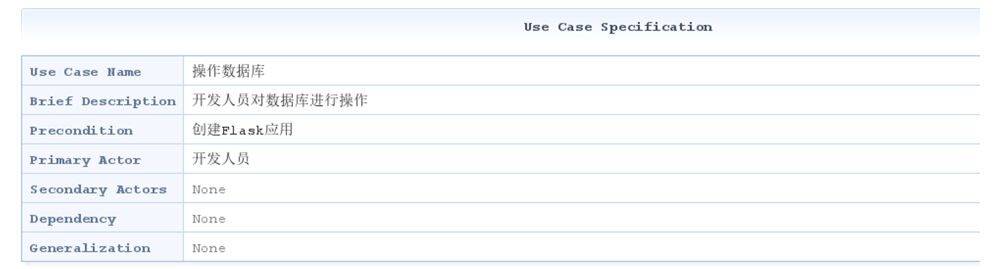 Use Case Specification
Use Case Name 操作数据库
Brief Description 开发人员对数据库进行操作
Precondition 创建Flask应用
Primary Actor 开发人员
Secondary Actors None
Dependency None
Generalization None